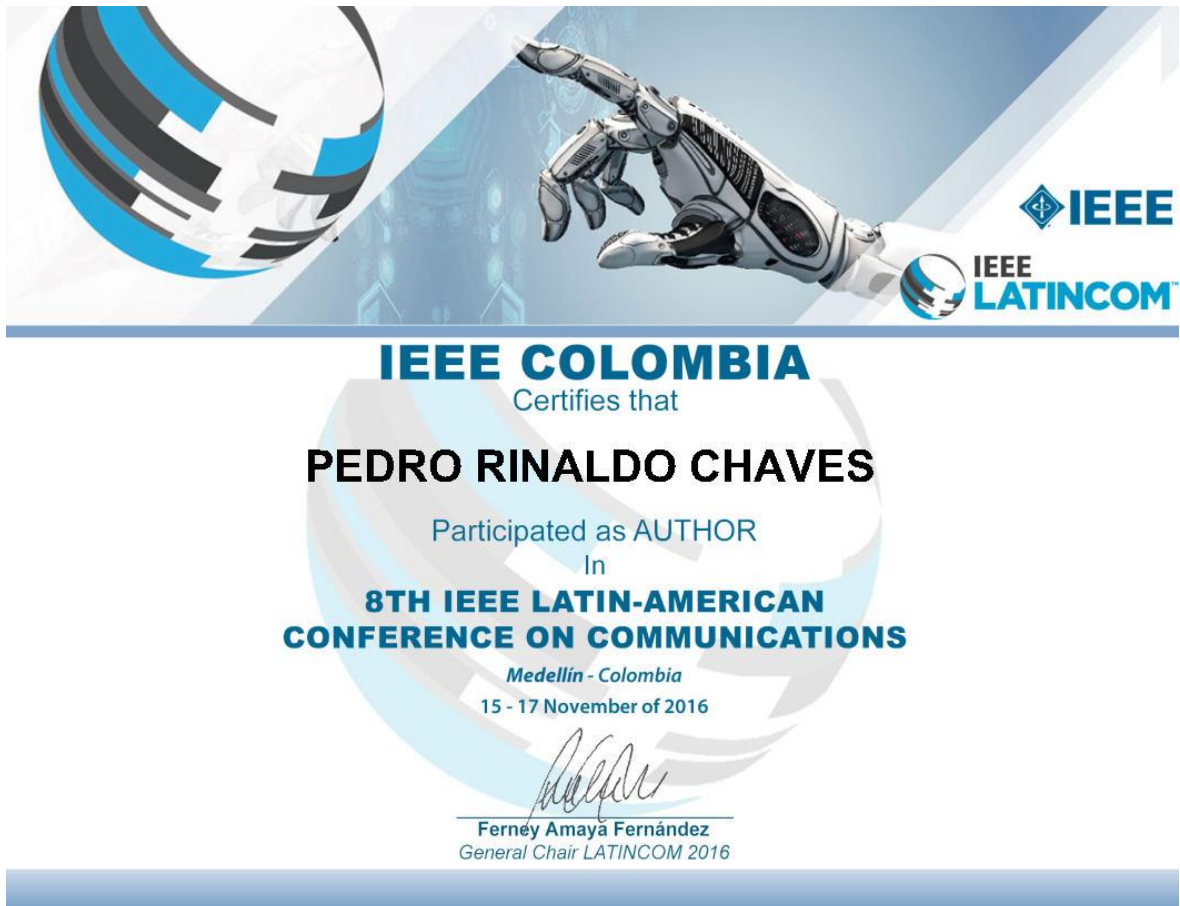 IEEE
IEEE
LATINCOM™
IEEE COLOMBIA
Certifies that
PEDRO RINALDO CHAVES
Participated as AUTHOR
In
8TH IEEE LATIN-AMERICAN
CONFERENCE ON COMMUNICATIONS
Medellín - Colombia
15 - 17 November of 2016
Ferney Amaya Fernández
General Chair LATINCOM 2016